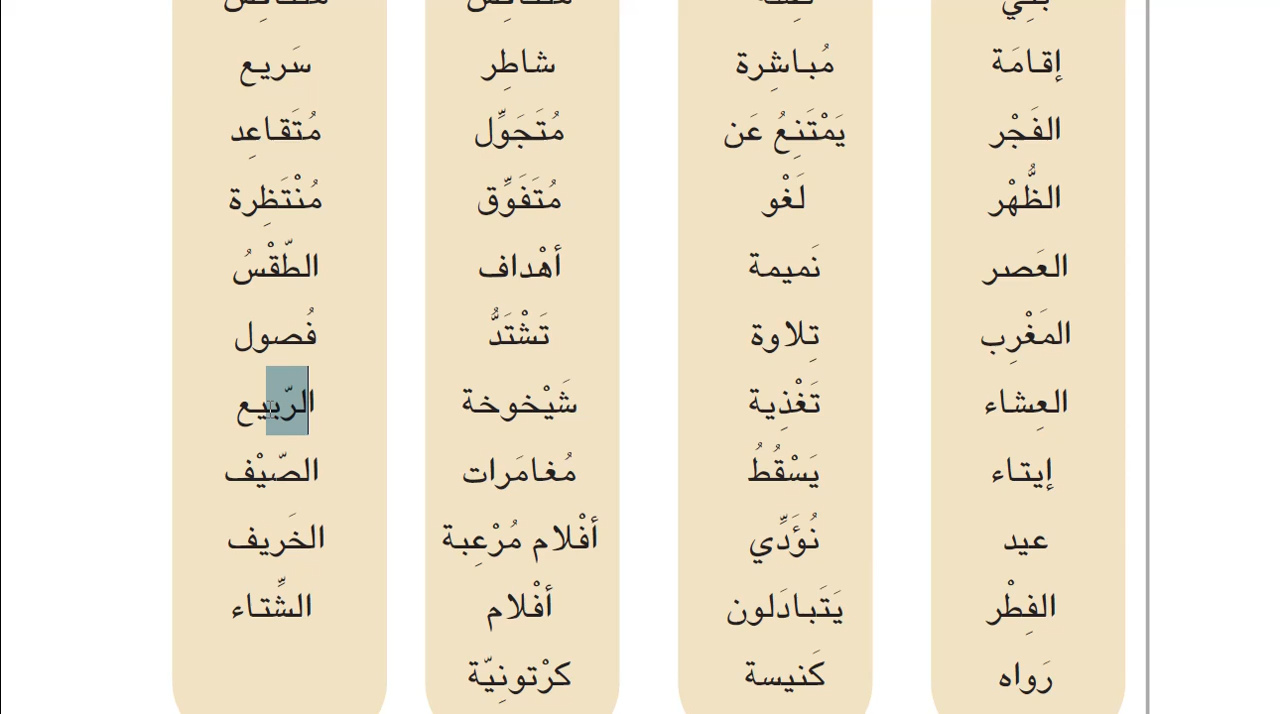 إقامَة
الفَجْر
الظُّهْر
العَصر
المَغْرِب
العِشاء
إيتاء
عيد
الفِطْر
رَواه
مُباشِرة
يَمْتَنِعُ عَن
لَغْو
نَميمة
تِلاوة
تَغْذِية
يَسْقُطُ
نُؤَدِّي
يَتَبادَلون
كَنيسة
شاطِر
مُتَجَوِّل
مُتَفَوِّق
أهْداف
تَشْتَدُّ
شَيْخوخة
مُغامَرات
أفْلام مُرْعِبة
أفْلام
كرْتونِيّة
سَريع
مُتَقاعِد
مُنْتَظِرة
الطّقْسُ
فُصول
الرّبيع
الصّيْف
الخَريف
الشِّتاء